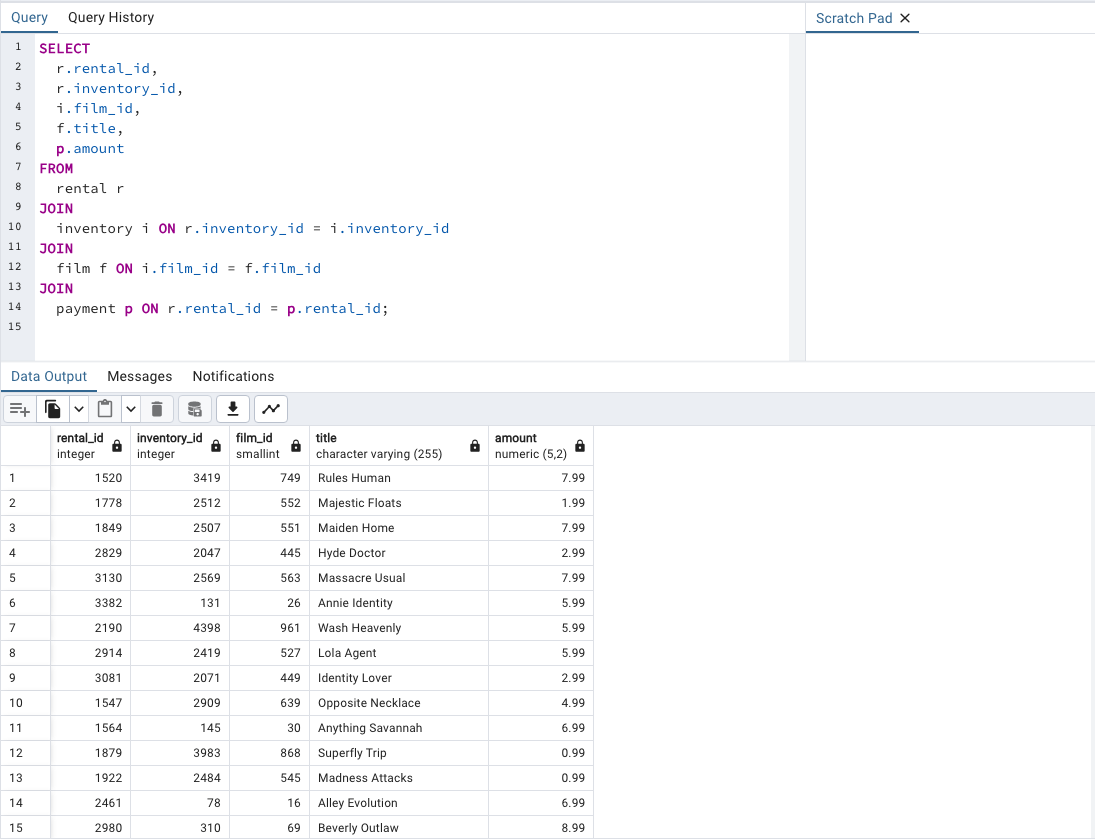 Query Query History
Scratch Pad ✕
1 SELECT
2 r.rental_id,
3 r.inventory_id,
4 i.film_id,
5 f.title,
6 p.amount
7 FROM
8 rental r
9 JOIN
10 inventory i ON r.inventory_id = i.inventory_id
11 JOIN
12 film f ON i.film_id = f.film_id
13 JOIN
14 payment p ON r.rental_id = p.rental_id;
15
Data Output Messages Notifications
rental_id inventory_id film_id title amount
integer integer smallint character varying (255) numeric (5,2)
1 1520 3419 749 Rules Human 7.99
2 1778 2512 552 Majestic Floats 1.99
3 1849 2507 551 Maiden Home 7.99
4 2829 2047 445 Hyde Doctor 2.99
5 3130 2569 563 Massacre Usual 7.99
6 3382 131 26 Annie Identity 5.99
7 2190 4398 961 Wash Heavenly 5.99
8 2914 2419 527 Lola Agent 5.99
9 3081 2071 449 Identity Lover 2.99
10 1547 2909 639 Opposite Necklace 4.99
11 1564 145 30 Anything Savannah 6.99
12 1879 3983 868 Superfly Trip 0.99
13 1922 2484 545 Madness Attacks 0.99
14 2461 78 16 Alley Evolution 6.99
15 2980 310 69 Beverly Outlaw 8.99